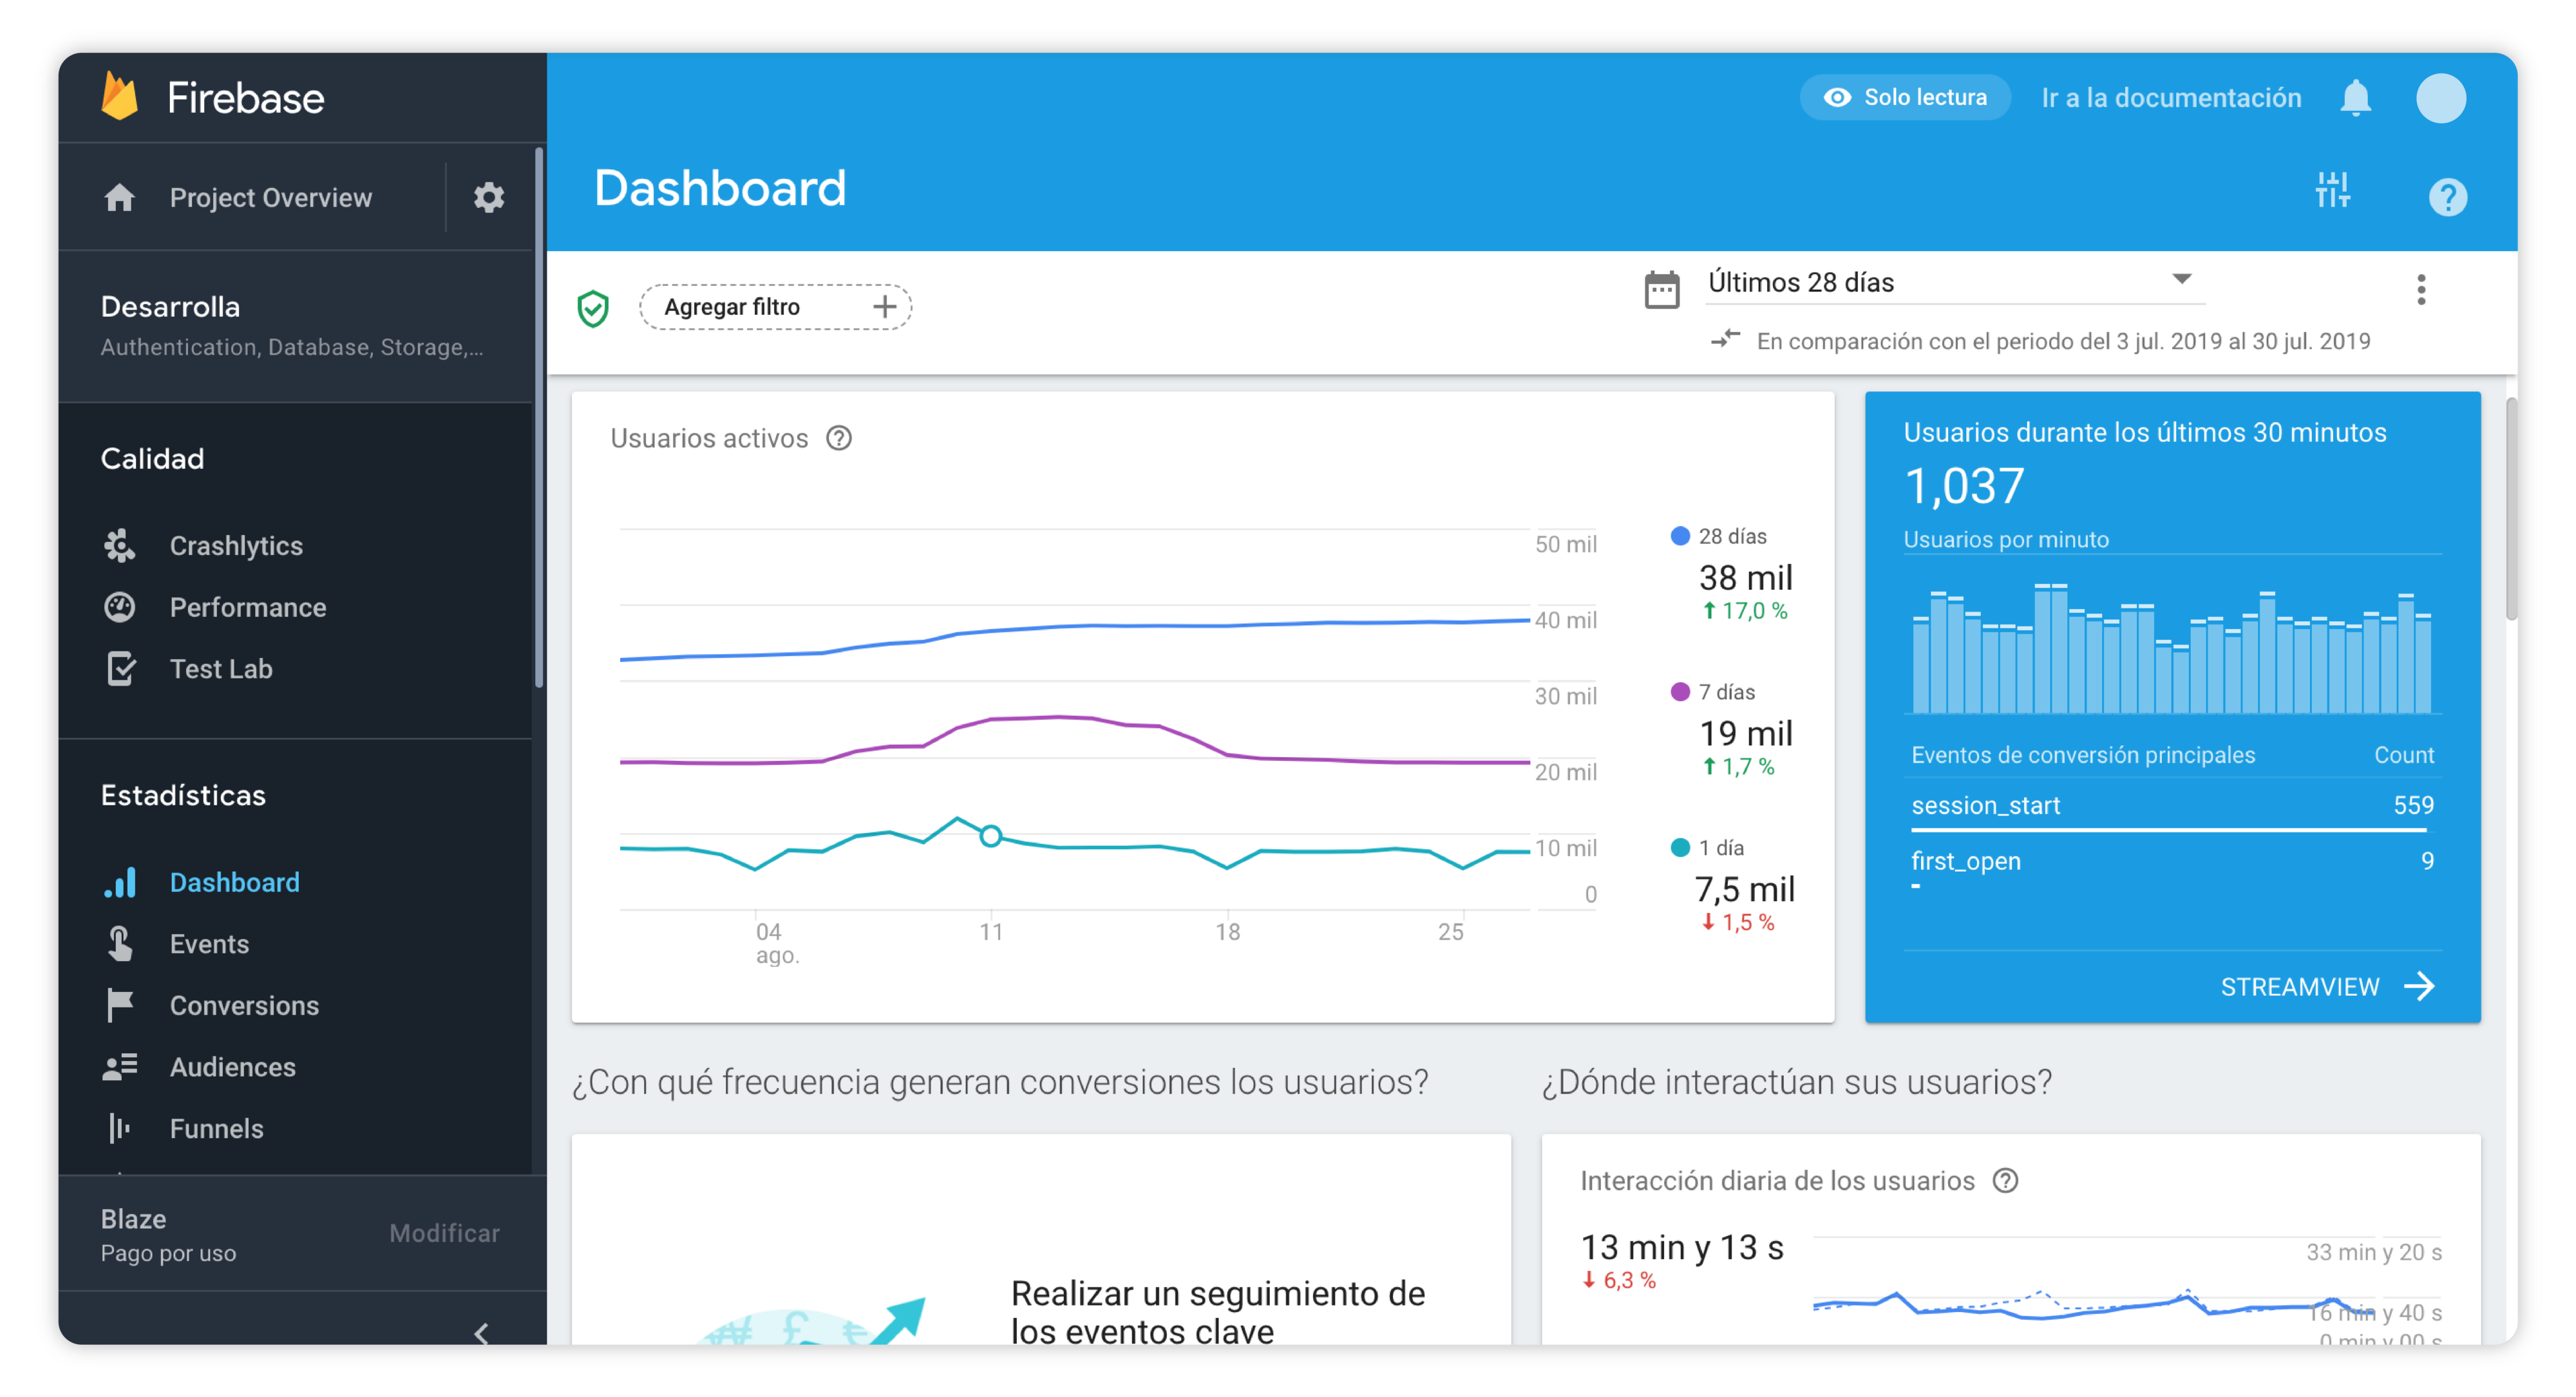 Firebase
Project Overview
Desarrolla
Authentication, Database, Storage,...
Calidad
Crashlytics
Performance
Test Lab
Estadísticas
Dashboard
Events
Conversions
Audiences
Funnels
Blaze
Modificar
Pago por uso
Solo lectura
Ir a la documentación
Dashboard
Agregar filtro
Últimos 28 días
En comparación con el periodo del 3 jul. 2019 al 30 jul. 2019
Usuarios activos
50 mil
40 mil
30 mil
20 mil
10 mil
0
04
ago.
11
18
25
28 días
38 mil
17,0 %
7 días
19 mil
1,7 %
1 día
7,5 mil
1,5 %
Usuarios durante los últimos 30 minutos
1,037
Usuarios por minuto
Eventos de conversión principales Count
session_start 559
first_open 9
STREAMVIEW
¿Con qué frecuencia generan conversiones los usuarios?
Realizar un seguimiento de
los eventos clave
¿Dónde interactúan sus usuarios?
Interacción diaria de los usuarios
13 min y 13 s
6,3 %
33 min y 20 s
16 min y 40 s
0 min y 00 s